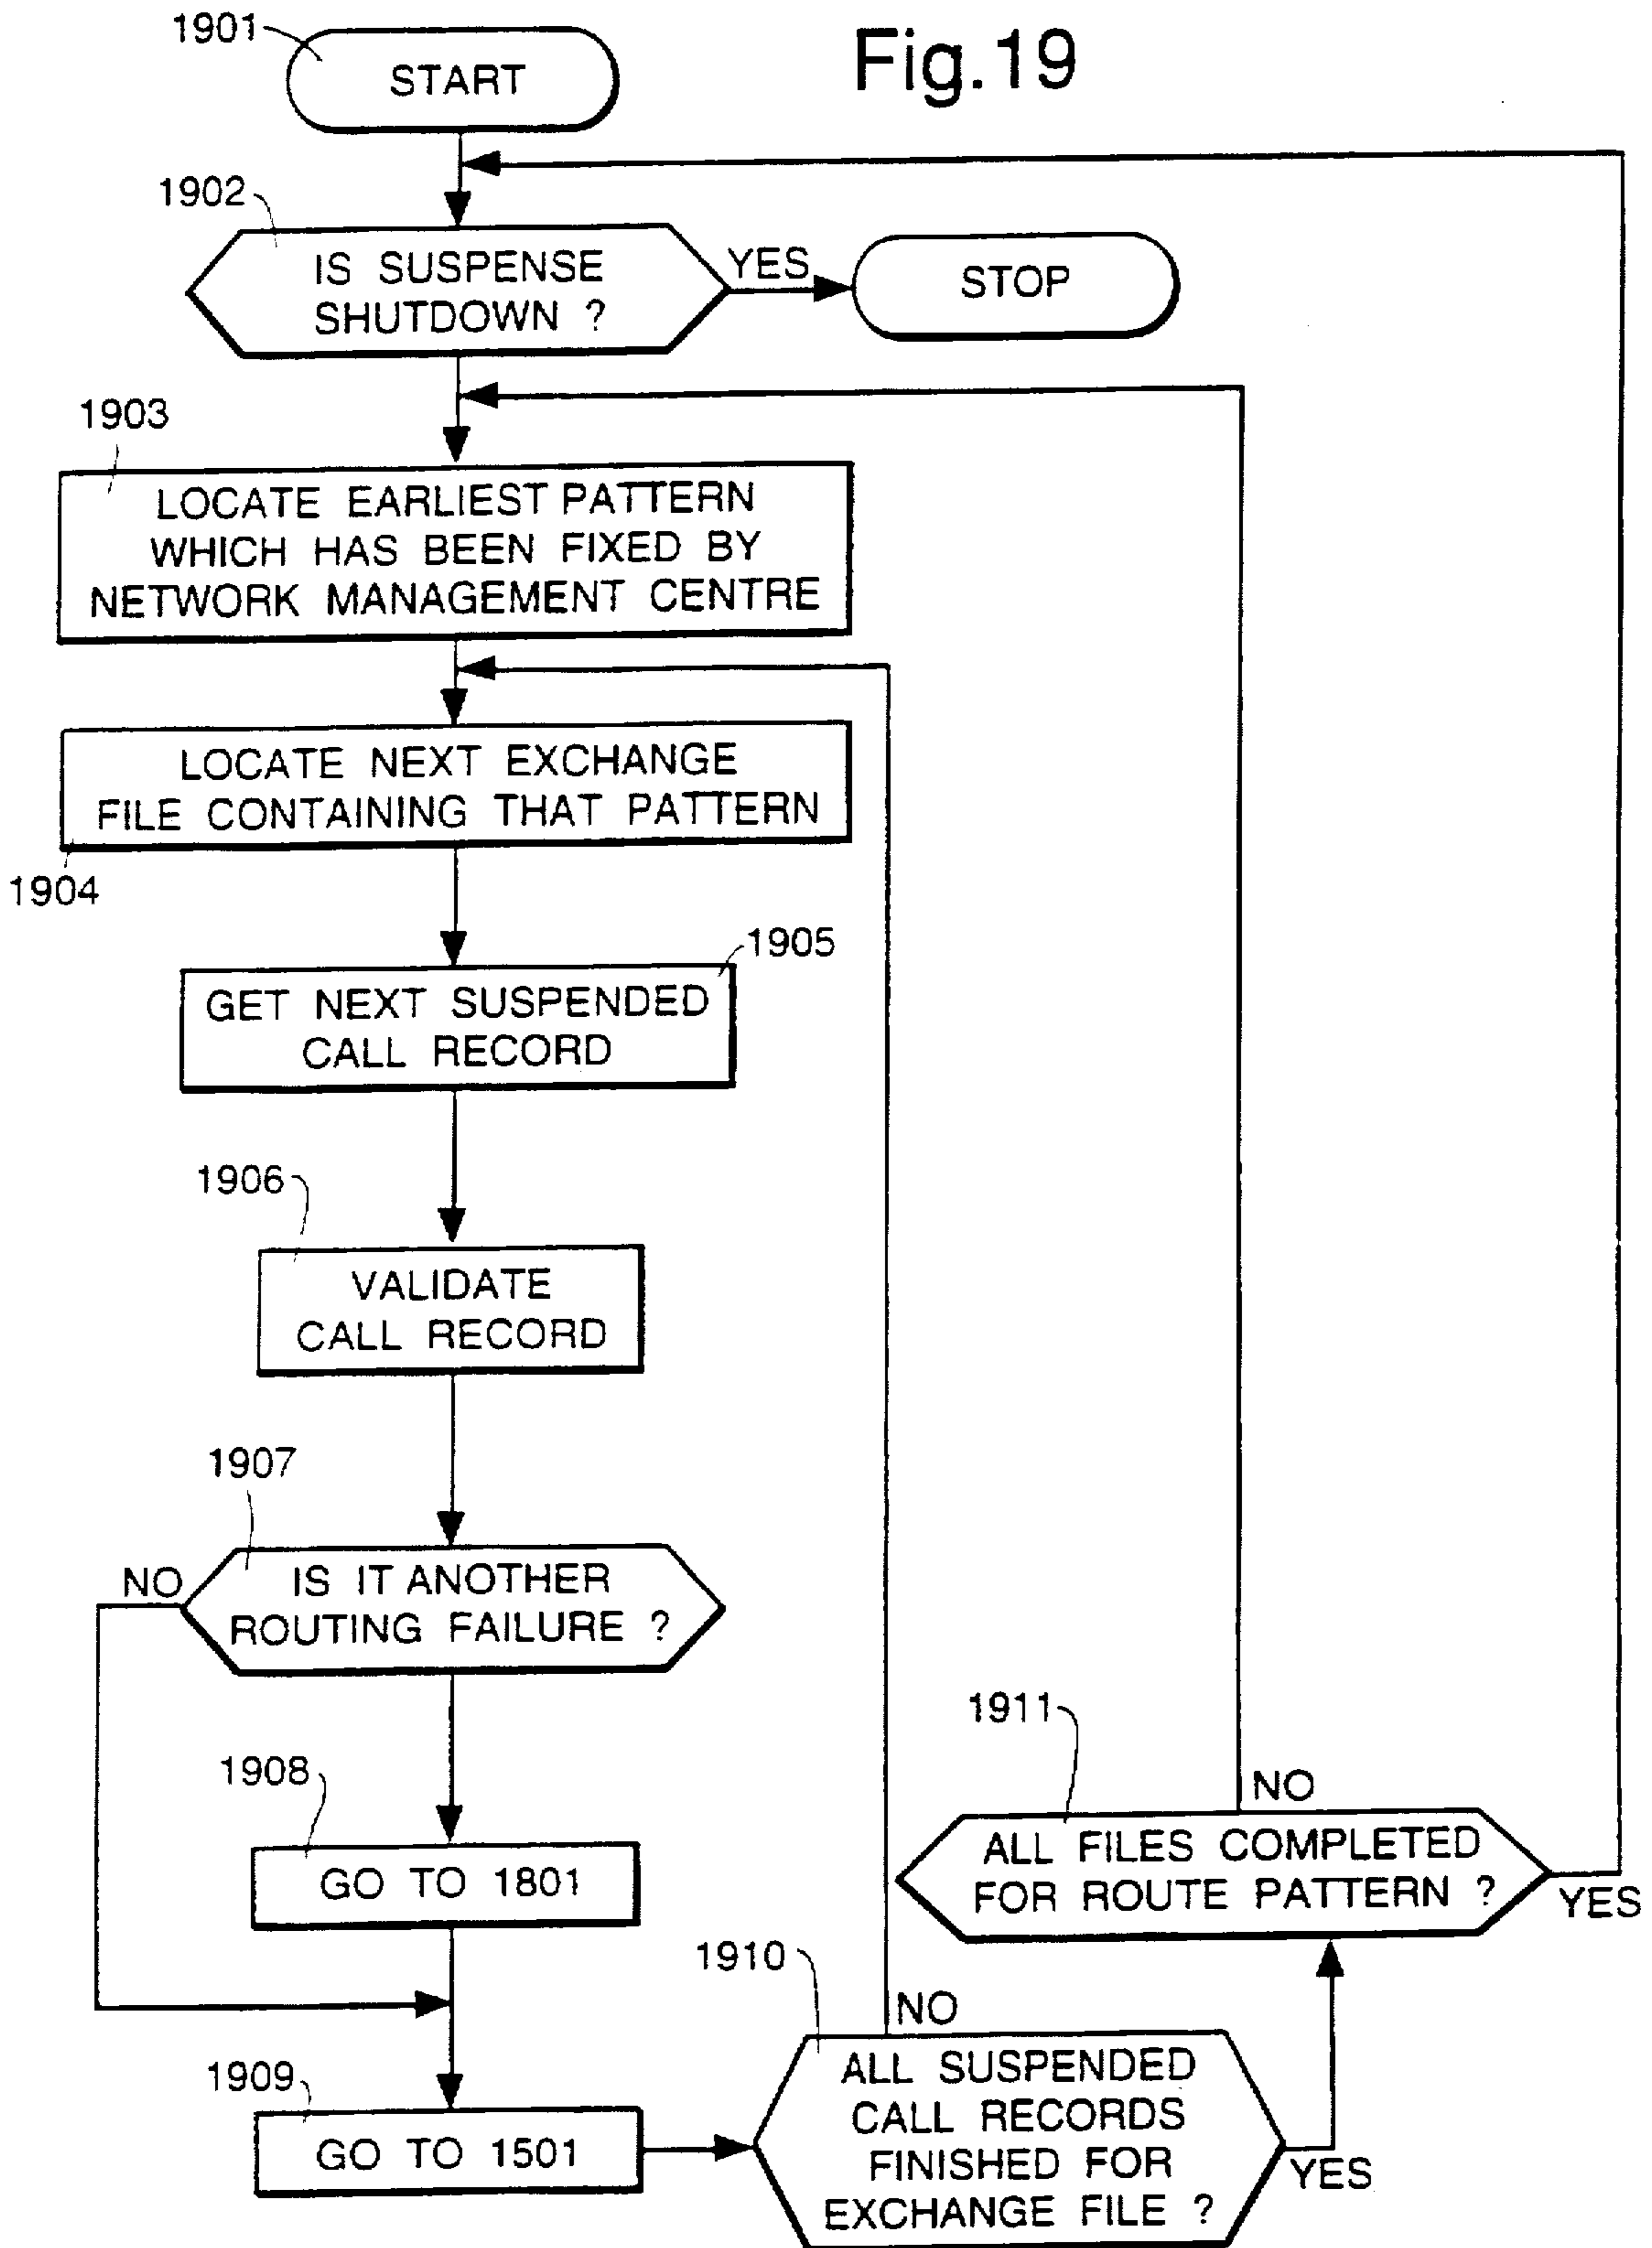 1901
START
Fig.19
1902
IS SUSPENSE
SHUTDOWN ?
YES
STOP
1903
LOCATE EARLIEST PATTERN
WHICH HAS BEEN FIXED BY
NETWORK MANAGEMENT CENTRE
LOCATE NEXT EXCHANGE
FILE CONTAINING THAT PATTERN
1904
1905
GET NEXT SUSPENDED
CALL RECORD
1906
VALIDATE
CALL RECORD
1907
NO
IS IT ANOTHER
ROUTING FAILURE ?
1908
GO TO 1801
1909
GO TO 1501
1910
NO
ALL SUSPENDED
CALL RECORDS
FINISHED FOR
EXCHANGE FILE ?
YES
1911
NO
ALL FILES COMPLETED
FOR ROUTE PATTERN ?
YES